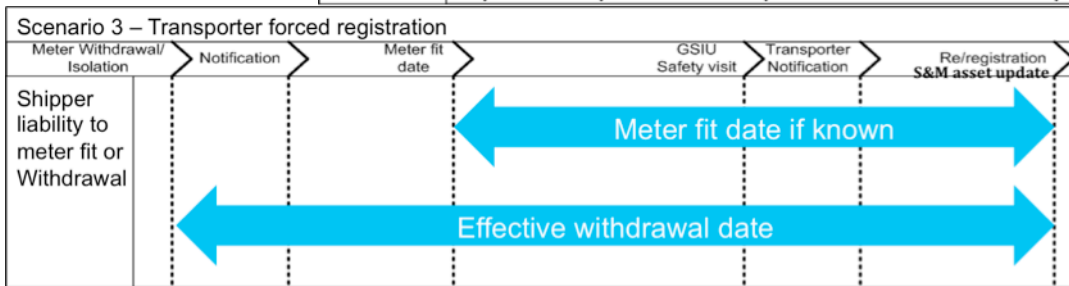 Scenario 3 – Transporter forced registration
Meter Withdrawal/
Isolation
Notification
Meter fit
date
GSIU
Safety visit
Transporter
Notification
Re/registration
S&M asset update
Shipper
liability to
meter fit or
Withdrawal
Meter fit date if known
Effective withdrawal date